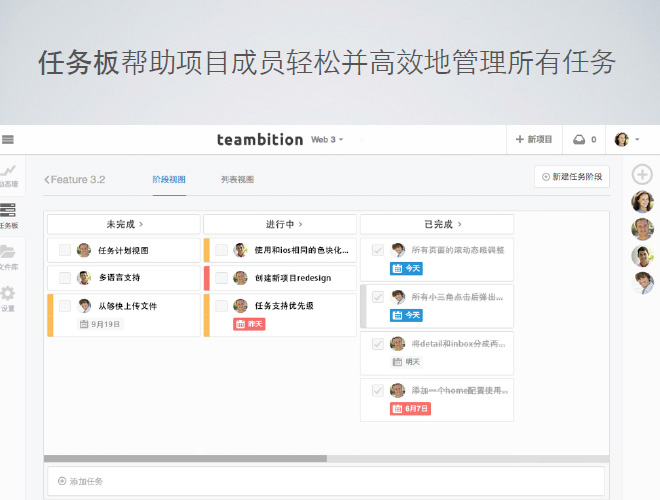 任务板帮助项目成员轻松并高效地管理所有任务
teambition Web 3
新项目
0
动态墙
任务板
文件库
设置
Feature 3.2
阶段视图
列表视图
新建任务阶段
未完成 >
进行中 >
已完成 >
任务计划视图
多语言支持
从够快上传文件
9月19日
使用和ios相同的色块化...
创建新项目redesign
任务支持优先级
昨天
所有页面的滚动态缩调整
今天
所有小三角点击后弹出...
今天
将detail和inbox分成两...
明天
添加一个home配置使用...
6月7日
添加任务